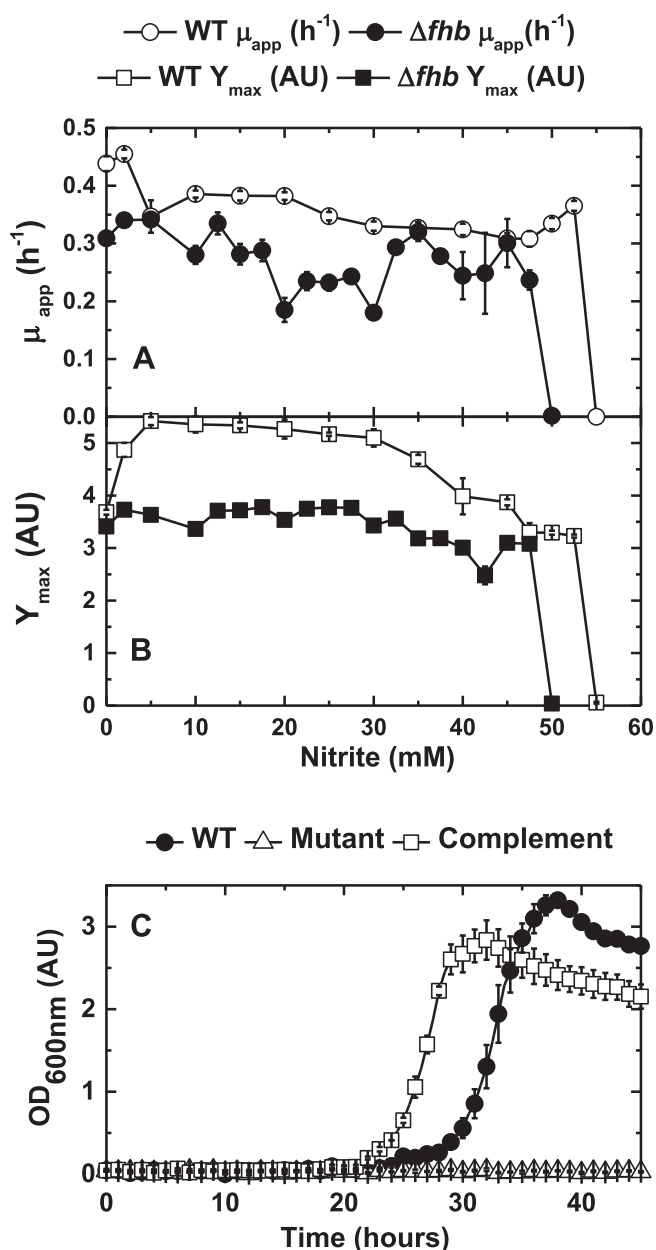 WT μapp (h-1) Δfhb μapp(h-1)
WT Ymax (AU) Δfhb Ymax (AU)
0.5
0.4
0.3
0.2
0.1
0.0
μ app (h-1)
A
5
4
3
2
1
0
Ymax (AU)
B
0 10 20 30 40 50 60
Nitrite (mM)
WT Mutant Complement
3
2
1
0
OD600nm (AU)
C
0 10 20 30 40
Time (hours)